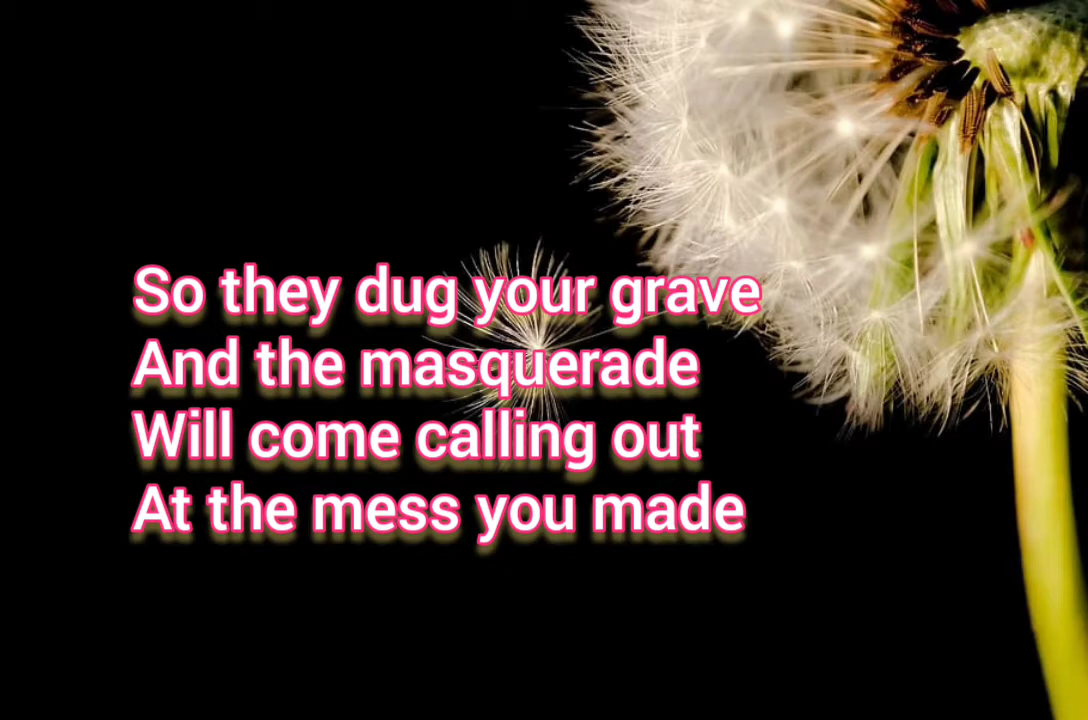 So they dug your grave
And the masquerade
Will come calling out
At the mess you made